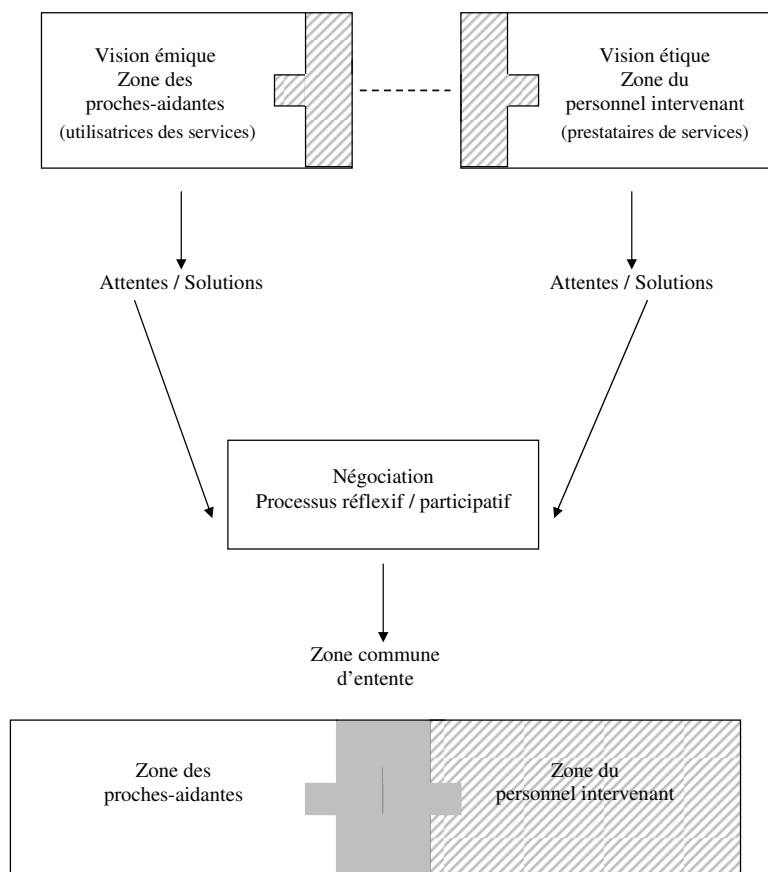 Vision émique
Zone des
proches-aidantes
(utilisatrices des services)
Vision étique
Zone du
personnel intervenant
(prestataires de services)
Attentes / Solutions
Attentes / Solutions
Négociation
Processus réflexif / participatif
Zone commune
d'entente
Zone des
proches-aidantes
Zone du
personnel intervenant